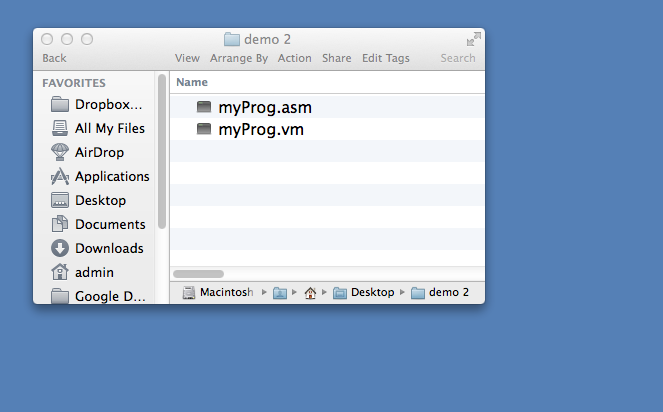 demo 2
Back View Arrange By Action Share Edit Tags Search
FAVORITES
Dropbox...
All My Files
AirDrop
Applications
Desktop
Documents
Downloads
admin
Google D...
Name
myProg.asm
myProg.vm
Macintosh Desktop demo 2